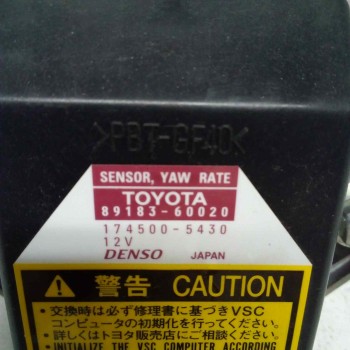 >PBT-GF40<
SENSOR, YAW RATE
TOYOTA
89183-60020
174500-5430
12V
DENSO JAPAN
警告 CAUTION
・交換時は必ず修理書に基づきVSC
コンピュータの初期化を行ってください。
・詳しくはトヨタ販売店にご相談ください。
・INITIALIZE THE VSC COMPUTER ACCORDING